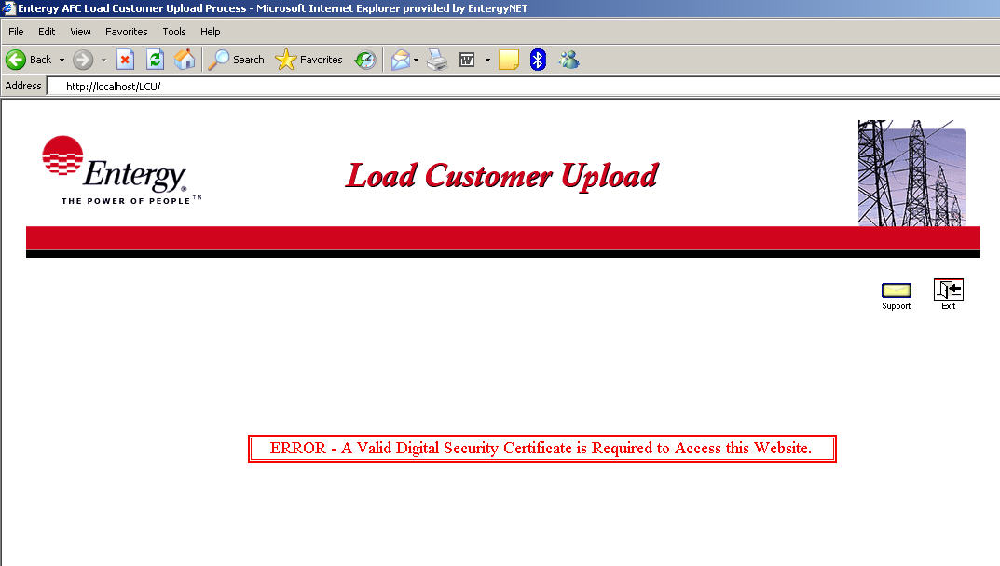 Entergy AFC Load Customer Upload Process - Microsoft Internet Explorer provided by EntergyNET
File Edit View Favorites Tools Help
Back Search Favorites
Address http://localhost/LCU/
Entergy®
THE POWER OF PEOPLE™
Load Customer Upload
Support Exit
ERROR - A Valid Digital Security Certificate is Required to Access this Website.